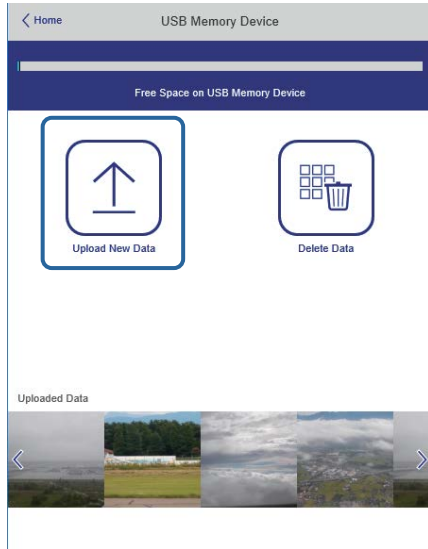 Home
USB Memory Device
Free Space on USB Memory Device
Upload New Data
Delete Data
Uploaded Data